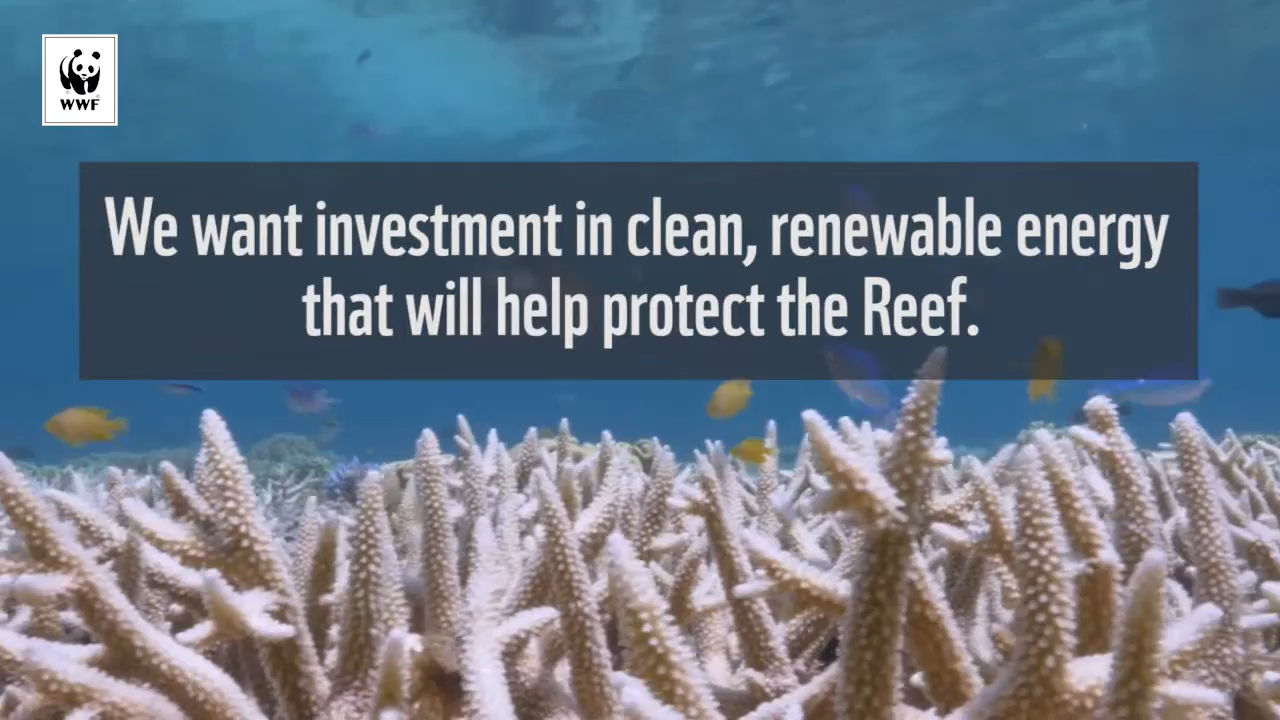 WWF
We want investment in clean, renewable energy
that will help protect the Reef.